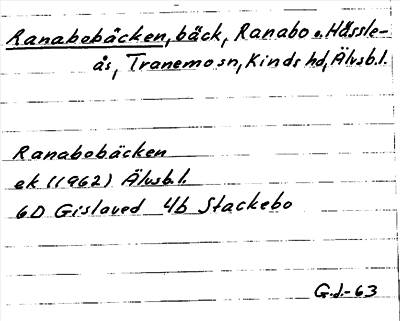 Ranabobäcken, bäck, Ranabo o. Hässle-
ås, Tranemo sn, Kinds hd, Älvsb.l.
Ranabobäcken
ek (1962) Älvsb.l.
6D Gislaved 4b Stackebo
G.J.-63